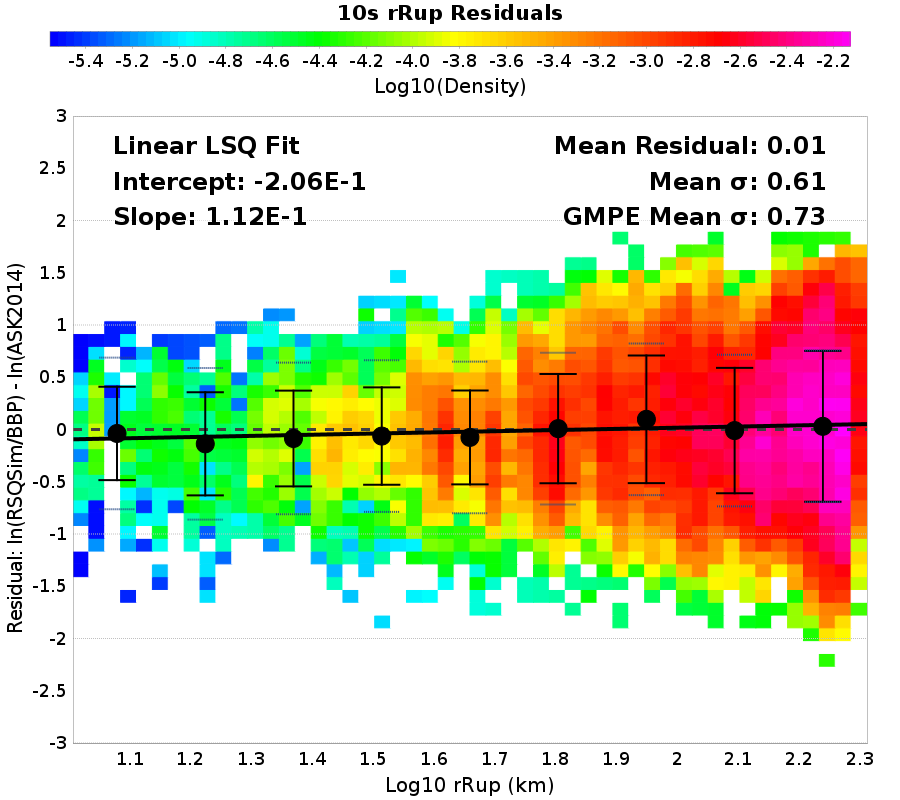 10s rRup Residuals
-5.4 -5.2 -5.0 -4.8 -4.6 -4.4 -4.2 -4.0 -3.8 -3.6 -3.4 -3.2 -3.0 -2.8 -2.6 -2.4 -2.2
Log10(Density)
Linear LSQ Fit
Intercept: -2.06E-1
Slope: 1.12E-1
Mean Residual: 0.01
Mean σ: 0.61
GMPE Mean σ: 0.73
Residual: ln(RSQSim/BBP) - ln(ASK2014)
3
2.5
2
1.5
1
0.5
0
-0.5
-1
-1.5
-2
-2.5
-3
1.1 1.2 1.3 1.4 1.5 1.6 1.7 1.8 1.9 2 2.1 2.2 2.3
Log10 rRup (km)